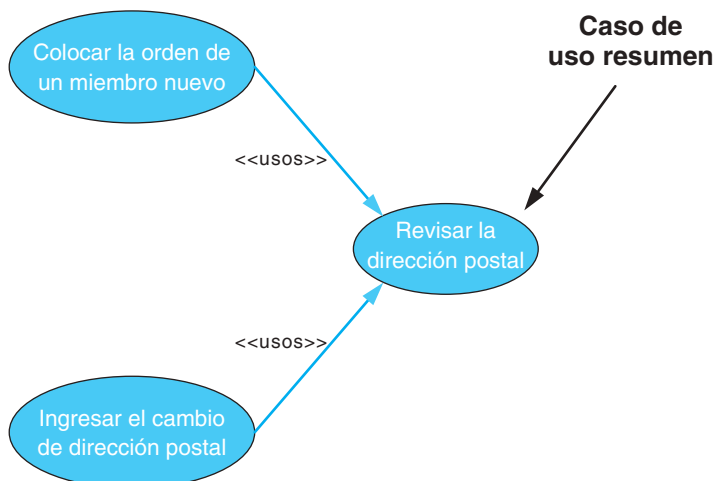 Colocar la orden de
un miembro nuevo
Caso de
uso resumen
<<usos>>
Revisar la
dirección postal
<<usos>>
Ingresar el cambio
de dirección postal